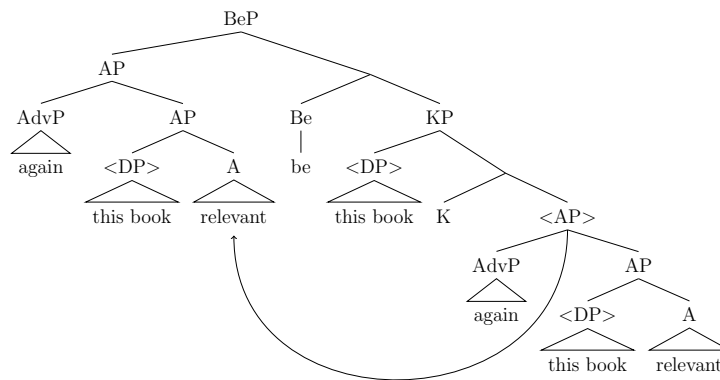 BeP
AP
AdvP AP Be KP
again <DP> A be <DP>
this book relevant this book K <AP>
AdvP AP
again <DP> A
this book relevant